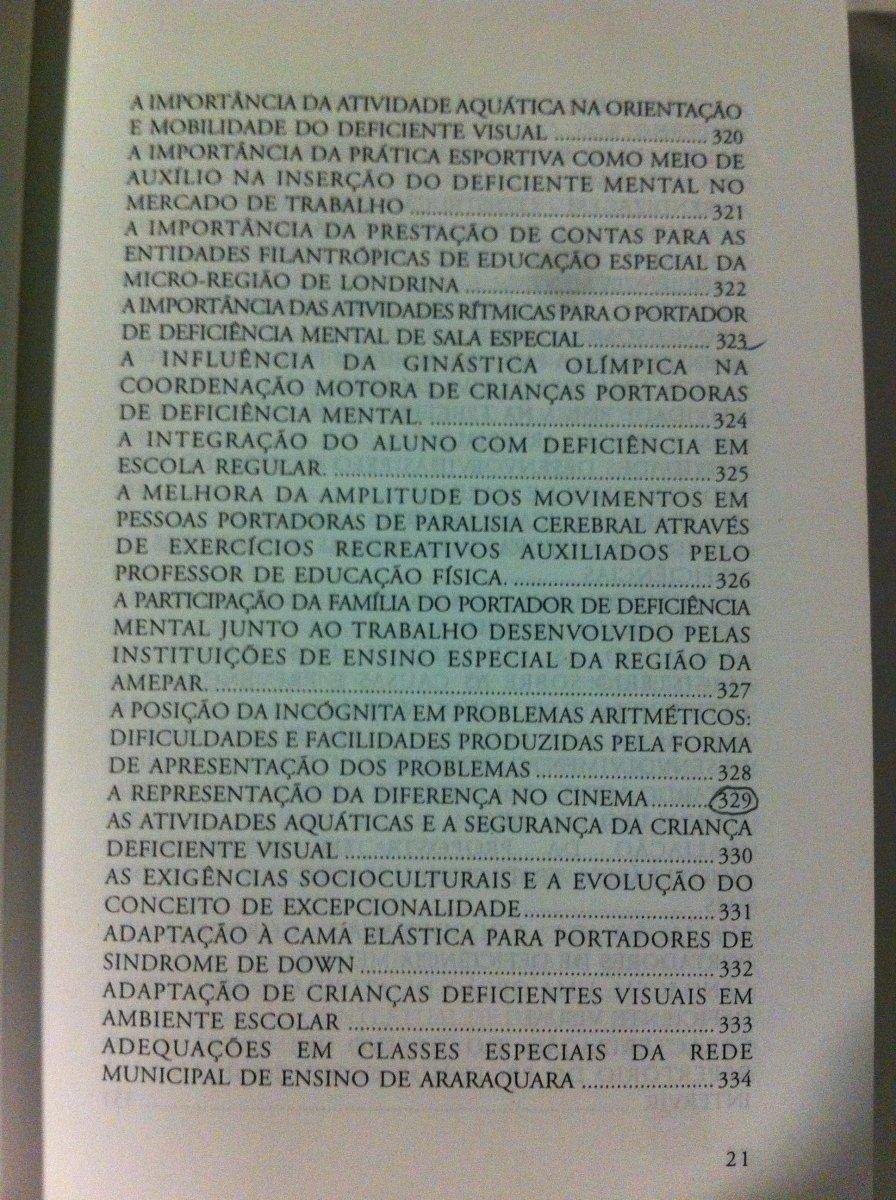 A IMPORTÂNCIA DA ATIVIDADE AQUÁTICA NA ORIENTAÇÃO
E MOBILIDADE DO DEFICIENTE VISUAL ........................ 320
A IMPORTÂNCIA DA PRÁTICA ESPORTIVA COMO MEIO DE
AUXÍLIO NA INSERÇÃO DO DEFICIENTE MENTAL NO
MERCADO DE TRABALHO ............................................... 321
A IMPORTÂNCIA DA PRESTAÇÃO DE CONTAS PARA AS
ENTIDADES FILANTRÓPICAS DE EDUCAÇÃO ESPECIAL DA
MICRO-REGIÃO DE LONDRINA ....................................... 322
A IMPORTÂNCIA DAS ATIVIDADES RÍTMICAS PARA O PORTADOR
DE DEFICIÊNCIA MENTAL DE SALA ESPECIAL ................... 323
A INFLUÊNCIA DA GINÁSTICA OLÍMPICA NA
COORDENAÇÃO MOTORA DE CRIANÇAS PORTADORAS
DE DEFICIÊNCIA MENTAL. ............................................. 324
A INTEGRAÇÃO DO ALUNO COM DEFICIÊNCIA EM
ESCOLA REGULAR. ............................................................ 325
A MELHORA DA AMPLITUDE DOS MOVIMENTOS EM
PESSOAS PORTADORAS DE PARALISIA CEREBRAL ATRAVÉS
DE EXERCÍCIOS RECREATIVOS AUXILIADOS PELO
PROFESSOR DE EDUCAÇÃO FÍSICA. ................................ 326
A PARTICIPAÇÃO DA FAMÍLIA DO PORTADOR DE DEFICIÊNCIA
MENTAL JUNTO AO TRABALHO DESENVOLVIDO PELAS
INSTITUIÇÕES DE ENSINO ESPECIAL DA REGIÃO DA
AMEPAR. ............................................................................... 327
A POSIÇÃO DA INCÓGNITA EM PROBLEMAS ARITMÉTICOS:
DIFICULDADES E FACILIDADES PRODUZIDAS PELA FORMA
DE APRESENTAÇÃO DOS PROBLEMAS ............................ 328
A REPRESENTAÇÃO DA DIFERENÇA NO CINEMA.......... 329
AS ATIVIDADES AQUÁTICAS E A SEGURANÇA DA CRIANÇA
DEFICIENTE VISUAL ........................................................... 330
AS EXIGÊNCIAS SOCIOCULTURAIS E A EVOLUÇÃO DO
CONCEITO DE EXCEPCIONALIDADE.............................. 331
ADAPTAÇÃO À CAMA ELÁSTICA PARA PORTADORES DE
SINDROME DE DOWN ....................................................... 332
ADAPTAÇÃO DE CRIANÇAS DEFICIENTES VISUAIS EM
AMBIENTE ESCOLAR .......................................................... 333
ADEQUAÇÕES EM CLASSES ESPECIAIS DA REDE
MUNICIPAL DE ENSINO DE ARARAQUARA ..................... 334
21